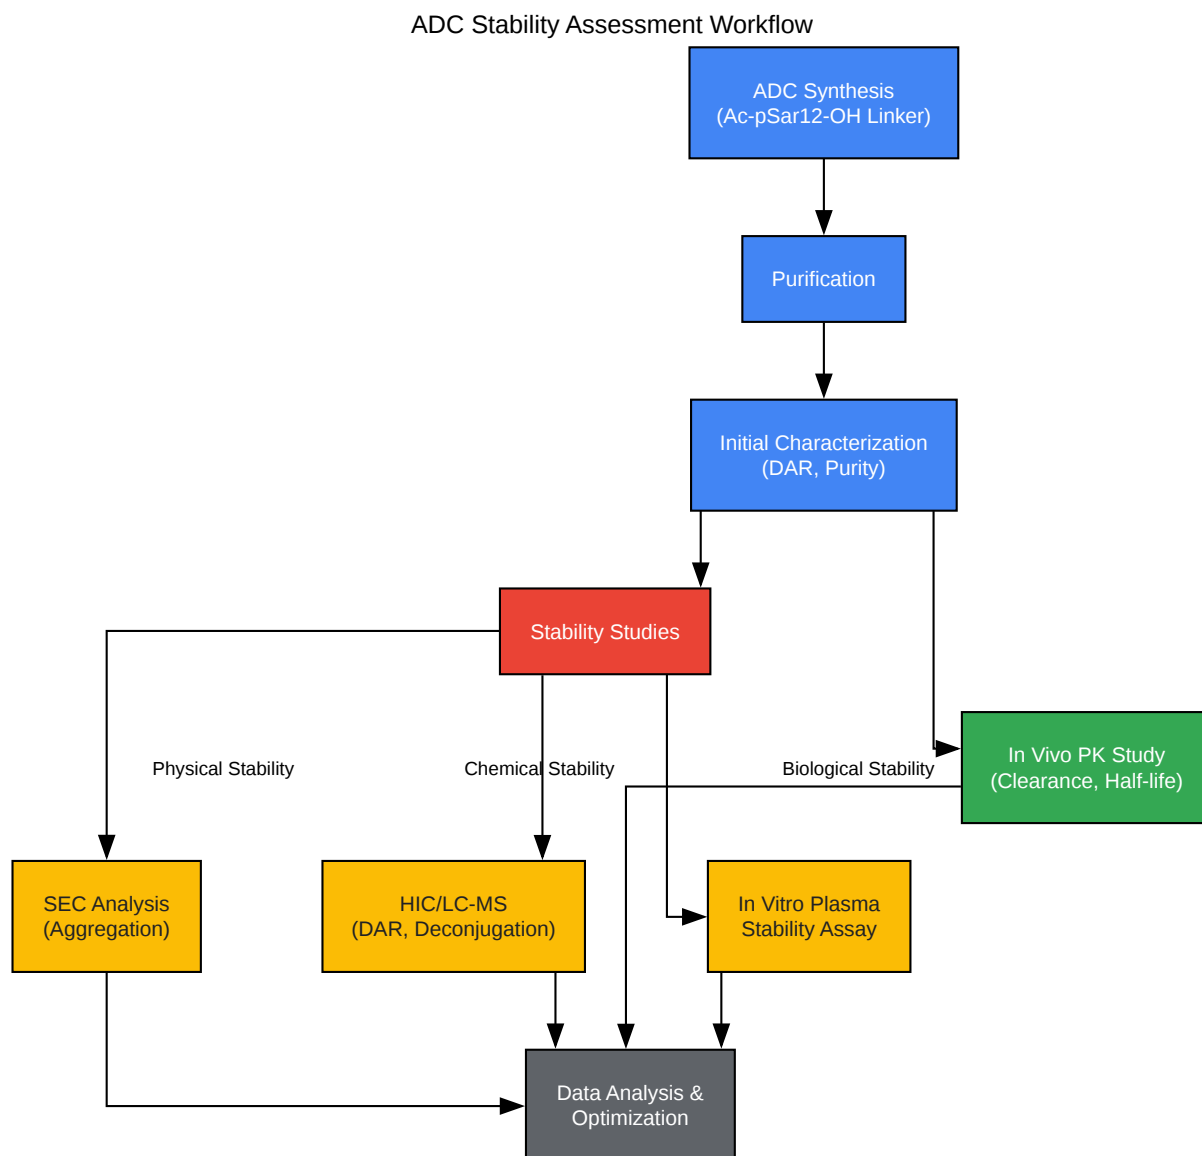 ADC Stability Assessment Workflow
ADC Synthesis
(Ac-pSar12-OH Linker)
Purification
Initial Characterization
(DAR, Purity)
Stability Studies
In Vivo PK Study
(Clearance, Half-life)
Physical Stability
Chemical Stability
Biological Stability
SEC Analysis
(Aggregation)
HIC/LC-MS
(DAR, Deconjugation)
In Vitro Plasma
Stability Assay
Data Analysis &
Optimization